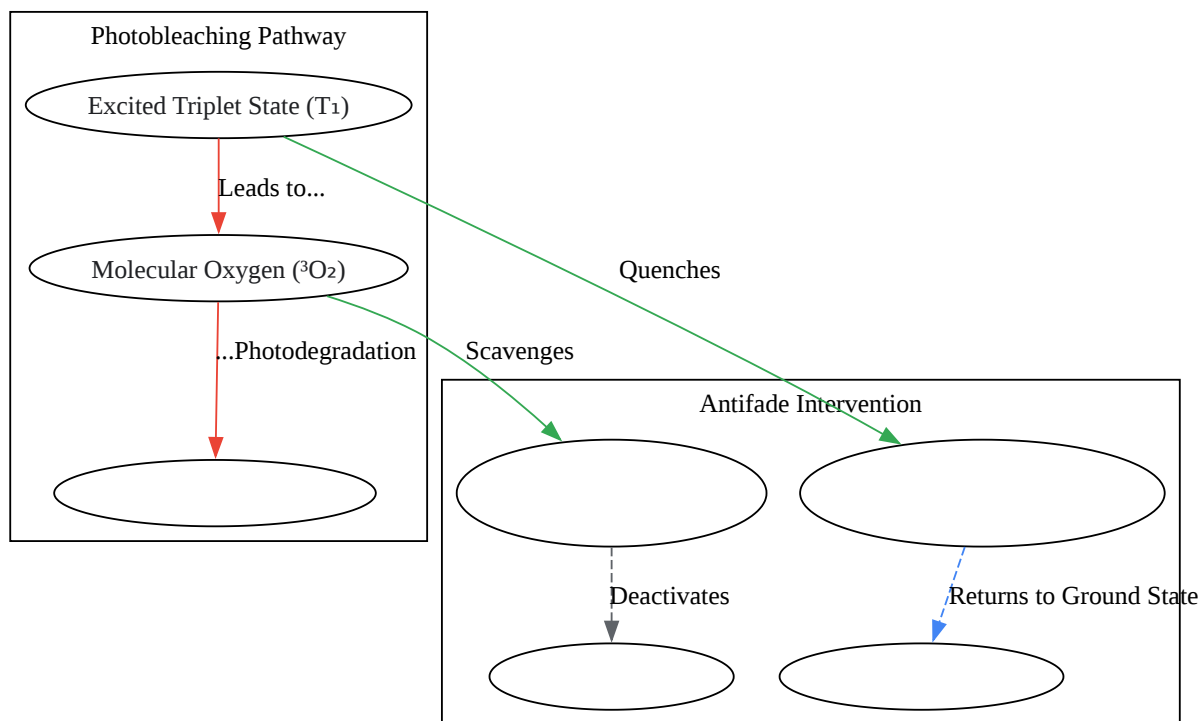 Photobleaching Pathway
Excited Triplet State (T₁)
Leads to...
Molecular Oxygen (³O₂)
Quenches
...Photodegradation
Scavenges
Antifade Intervention
Deactivates
Returns to Ground State